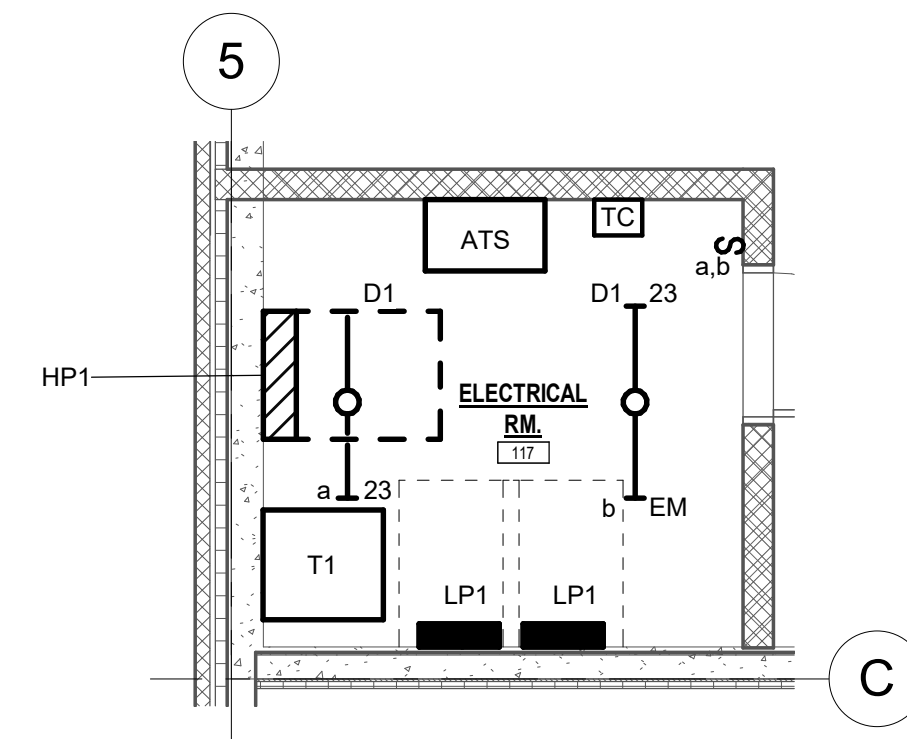 5
ATS
TC
S
a,b
D1
D1 23
HP1
ELECTRICAL
RM.
117
a 23
b EM
T1
LP1
LP1
C